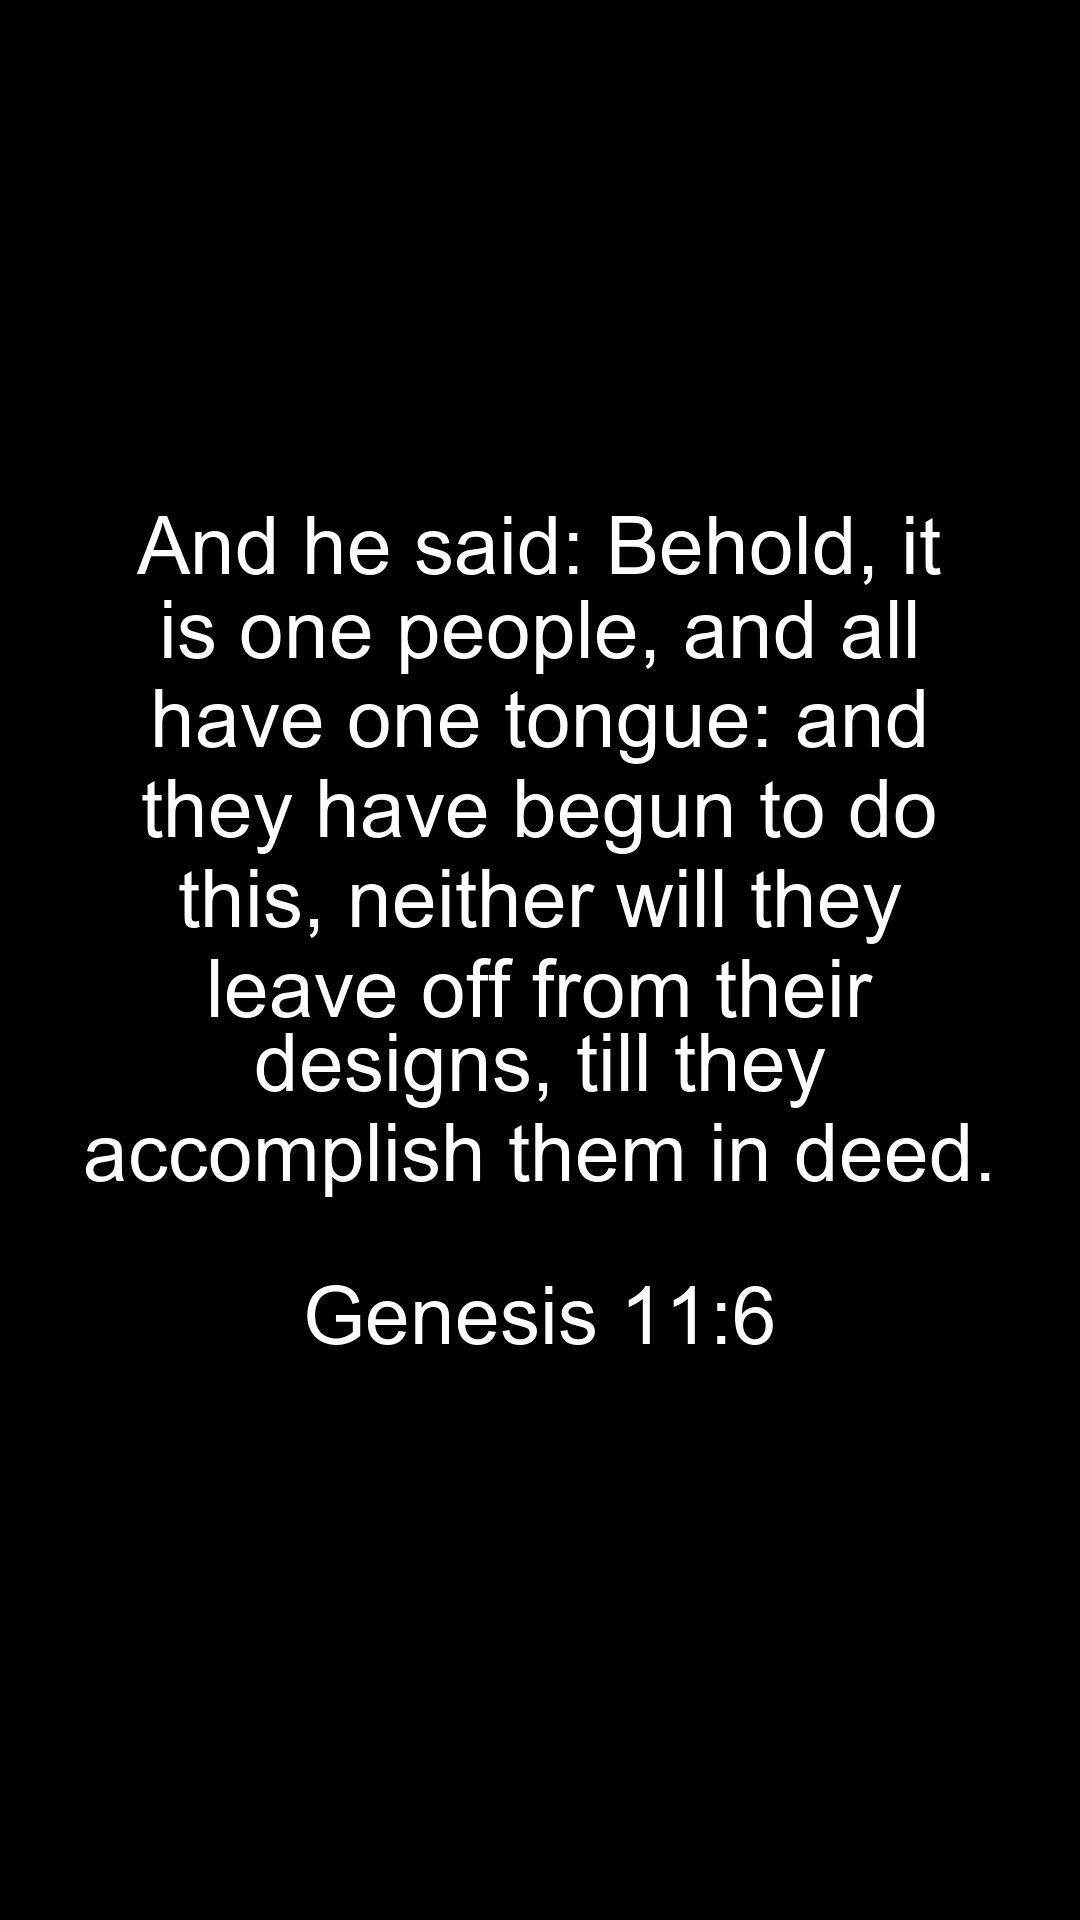 And he said: Behold, it
is one people, and all
have one tongue: and
they have begun to do
this, neither will they
leave off from their
designs, till they
accomplish them in deed.
Genesis 11:6